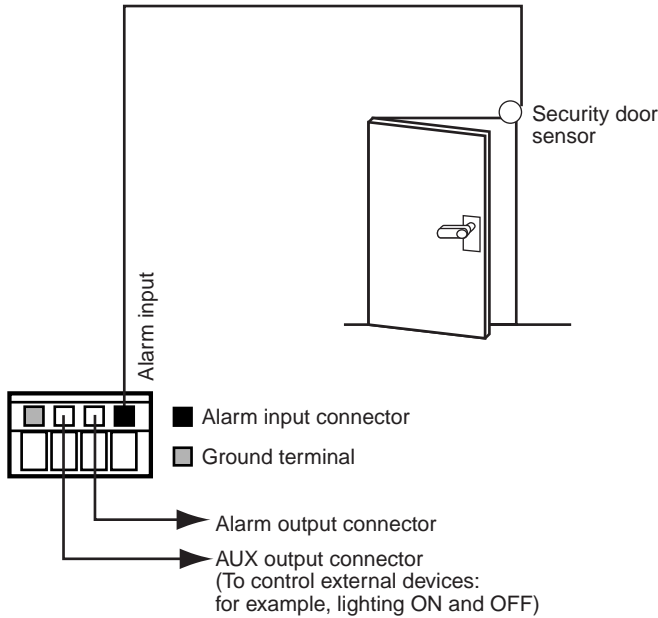 Security door
sensor
Alarm input
Alarm input connector
Ground terminal
Alarm output connector
AUX output connector
(To control external devices:
for example, lighting ON and OFF)